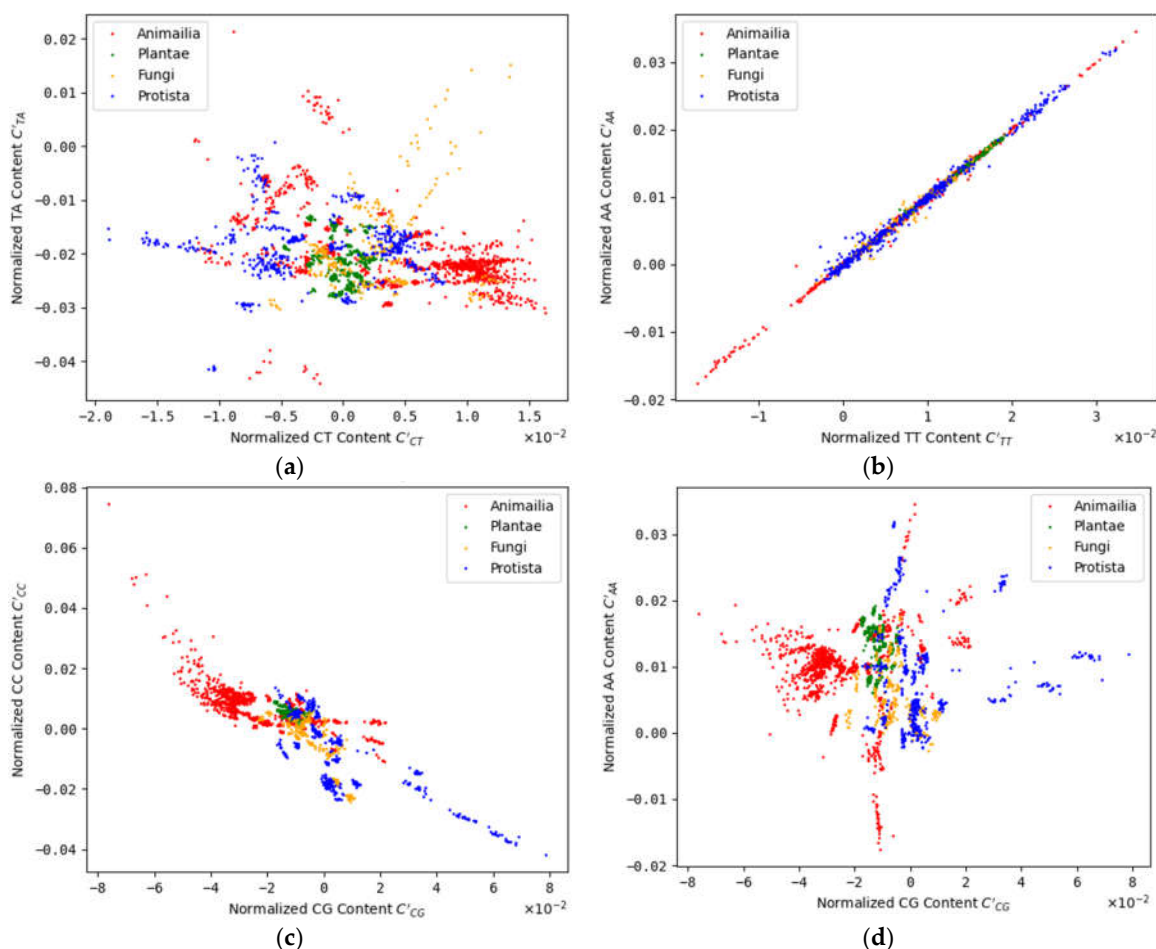 Animailia
Plantae
Fungi
Protista
0.02
0.01
0.00
−0.01
−0.02
−0.03
−0.04
Normalized TA Content C'TA
−2.0 −1.5 −1.0 −0.5 0.0 0.5 1.0 1.5
×10−2
Normalized CT Content C'CT
(a)
Animailia
Plantae
Fungi
Protista
0.03
0.02
0.01
0.00
−0.01
−0.02
Normalized AA Content C'AA
−1 0 1 2 3
×10−2
Normalized TT Content C'TT
(b)
Animailia
Plantae
Fungi
Protista
0.08
0.06
0.04
0.02
0.00
−0.02
−0.04
Normalized CC Content C'CC
−8 −6 −4 −2 0 2 4 6 8
×10−2
Normalized CG Content C'CG
(c)
Animailia
Plantae
Fungi
Protista
0.03
0.02
0.01
0.00
−0.01
−0.02
Normalized AA Content C'AA
−8 −6 −4 −2 0 2 4 6 8
×10−2
Normalized CG Content C'CG
(d)